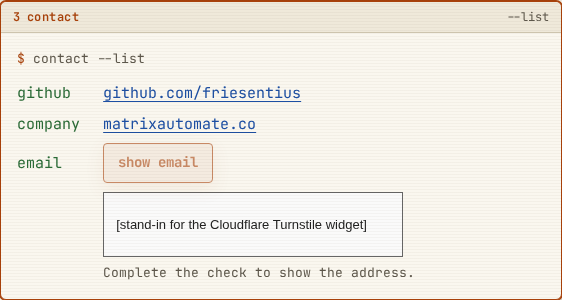 3 contact --list
$ contact --list
github github.com/friesentius
company matrixautomate.co
email show email
[stand-in for the Cloudflare Turnstile widget]
Complete the check to show the address.